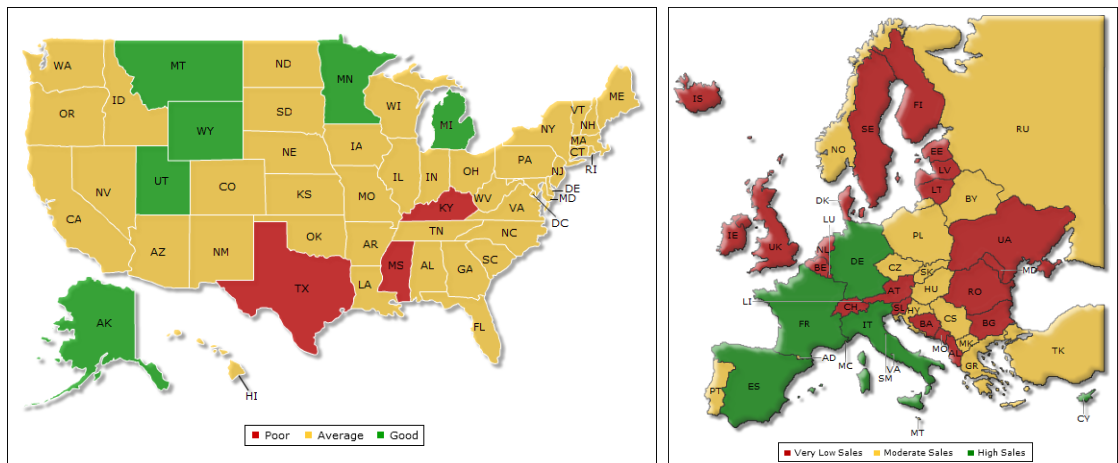 WA
MT
ND
MN
ME
OR
ID
SD
WI
VT
NH
WY
MI
NY
MA
CT
RI
NE
IA
PA
NJ
NV
UT
CO
IL
IN
OH
DE
MD
KS
MO
WV
VA
DC
CA
KY
AZ
NM
OK
AR
TN
NC
TX
MS
AL
GA
SC
LA
FL
AK
HI
Poor Average Good
IS
FI
SE
RU
NO
EE
LV
LT
DK
BY
LU
IE
UK
NL
PL
UA
BE
DE
CZ
SK
MD
LI
AT
HU
RO
CH
SL
HY
FR
IT
BA
CS
BG
MO
MK
AL
AD
MC
SM
VA
TK
PT
ES
GR
CY
MT
Very Low Sales Moderate Sales High Sales